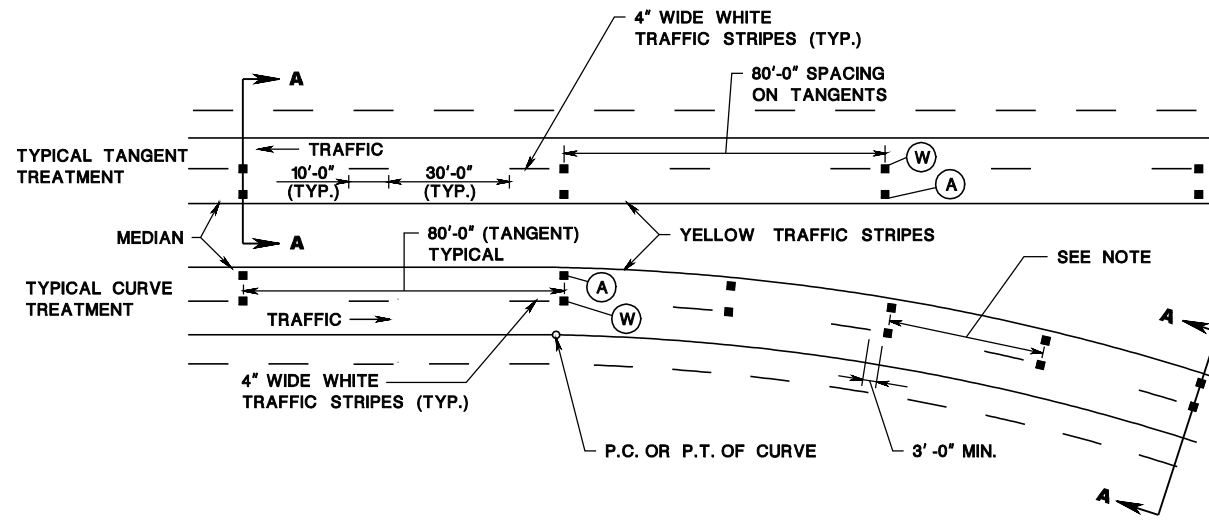 4" WIDE WHITE
TRAFFIC STRIPES (TYP.)
80'-0" SPACING
ON TANGENTS
A
TYPICAL TANGENT
TREATMENT
TRAFFIC
10'-0"
(TYP.)
30'-0"
(TYP.)
W
A
A
MEDIAN
80'-0" (TANGENT)
TYPICAL
YELLOW TRAFFIC STRIPES
SEE NOTE
TYPICAL CURVE
TREATMENT
A
W
TRAFFIC
A
4" WIDE WHITE
TRAFFIC STRIPES (TYP.)
P.C. OR P.T. OF CURVE
3'-0" MIN.
A